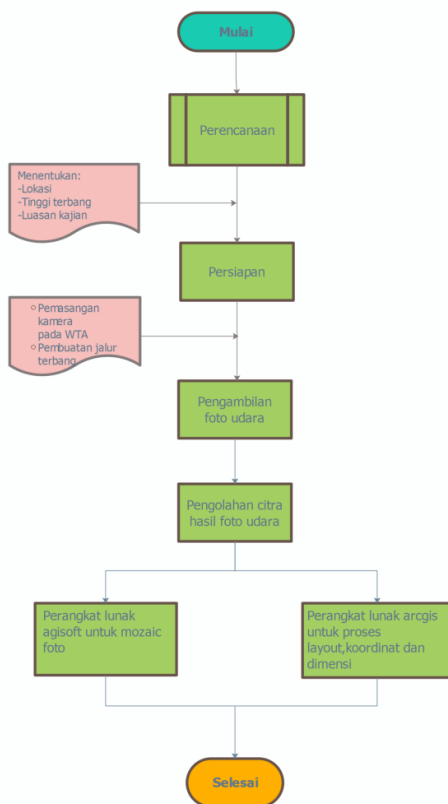 Mulai
Perencanaan
Menentukan:
-Lokasi
-Tinggi terbang
-Luasan kajian
Persiapan
Pemasangan
kamera
pada WTA
Pembuatan jalur
terbang
Pengambilan
foto udara
Pengolahan citra
hasil foto udara
Perangkat lunak
agisoft untuk mozaic
foto
Perangkat lunak arcgis
untuk proses
layout,koordinat dan
dimensi
Selesai